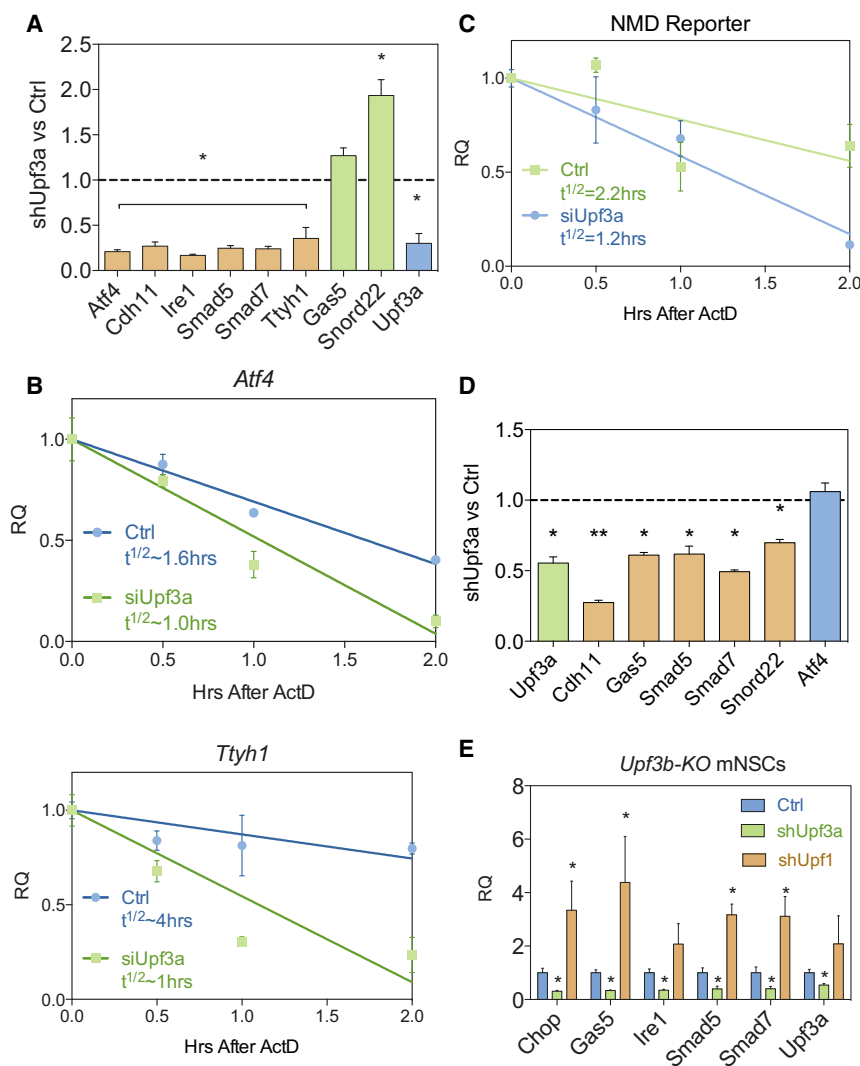 A
shUpf3a vs Ctrl
2.5
2.0
1.5
1.0
0.5
0.0
*
*
*
Atf4
Cdh11
Ire1
Smad5
Smad7
Ttyh1
Gas5
Snord22
Upf3a
B
Atf4
RQ
1.0
0.5
0.0
Ctrl
t1/2~1.6hrs
siUpf3a
t1/2~1.0hrs
0.0 0.5 1.0 1.5 2.0
Hrs After ActD
Ttyh1
RQ
1.0
0.5
0.0
Ctrl
t1/2~4hrs
siUpf3a
t1/2~1hrs
0.0 0.5 1.0 1.5 2.0
Hrs After ActD
C
NMD Reporter
RQ
1.0
0.5
0.0
Ctrl
t1/2=2.2hrs
siUpf3a
t1/2=1.2hrs
0.0 0.5 1.0 1.5 2.0
Hrs After ActD
D
shUpf3a vs Ctrl
1.5
1.0
0.5
0.0
* ** * * * *
Upf3a
Cdh11
Gas5
Smad5
Smad7
Snord22
Atf4
E
Upf3b-KO mNSCs
RQ
8
6
4
2
0
Ctrl
shUpf3a
shUpf1
* * * *
* * * * * *
Chop
Gas5
Ire1
Smad5
Smad7
Upf3a